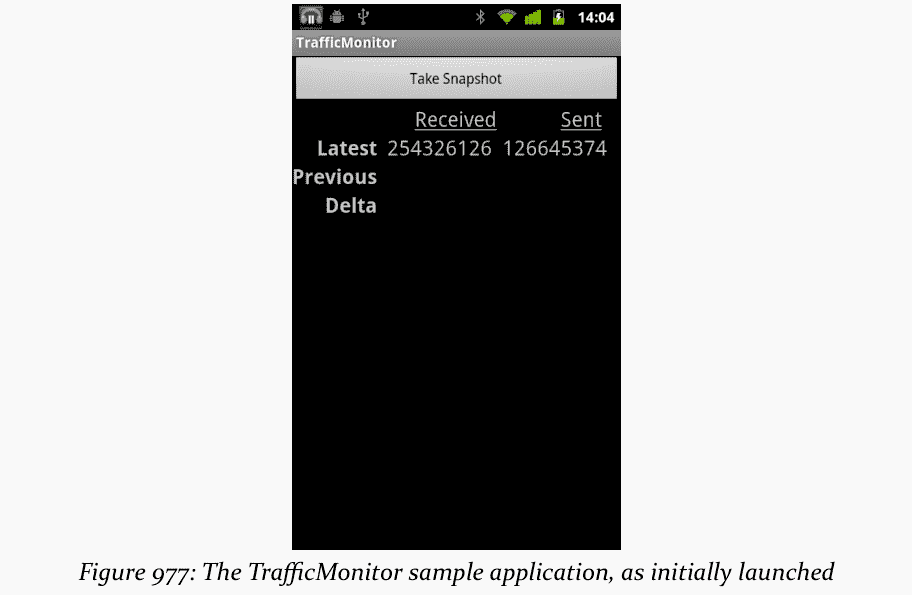 14:04
TrafficMonitor
Take Snapshot
Received Sent
Latest 254326126 126645374
Previous
Delta
Figure 977: The TrafficMonitor sample application, as initially launched